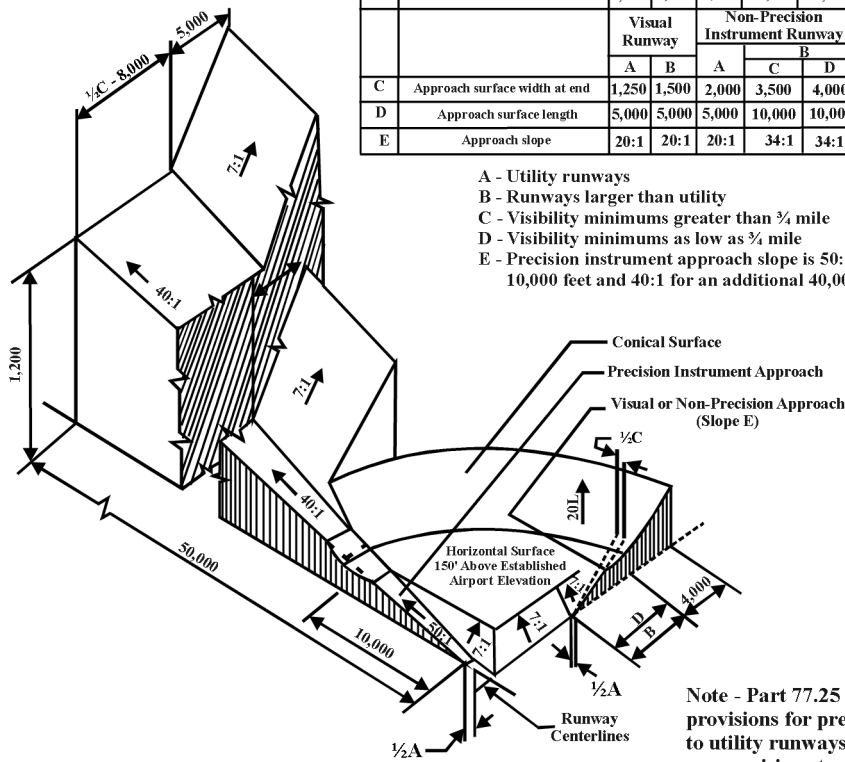 Visual Runway
Non-Precision Instrument Runway
B
A B A C D
C Approach surface width at end 1,250 1,500 2,000 3,500 4,000
D Approach surface length 5,000 5,000 5,000 10,000 10,00
E Approach slope 20:1 20:1 20:1 34:1 34:1
A - Utility runways
B - Runways larger than utility
C - Visibility minimums greater than ¾ mile
D - Visibility minimums as low as ¾ mile
E - Precision instrument approach slope is 50:
10,000 feet and 40:1 for an additional 40,00
5,000
½C - 8,000
7:1
40:1
1,200
7:1
Conical Surface
Precision Instrument Approach
Visual or Non-Precision Approach
(Slope E)
½C
20L
40:1
50,000
Horizontal Surface
150' Above Established
Airport Elevation
7:1
4,000
50:1
7:1
7:1
D
B
10,000
½A
Runway
Centerlines
½A
Note - Part 77.25
provisions for pre
to utility runways